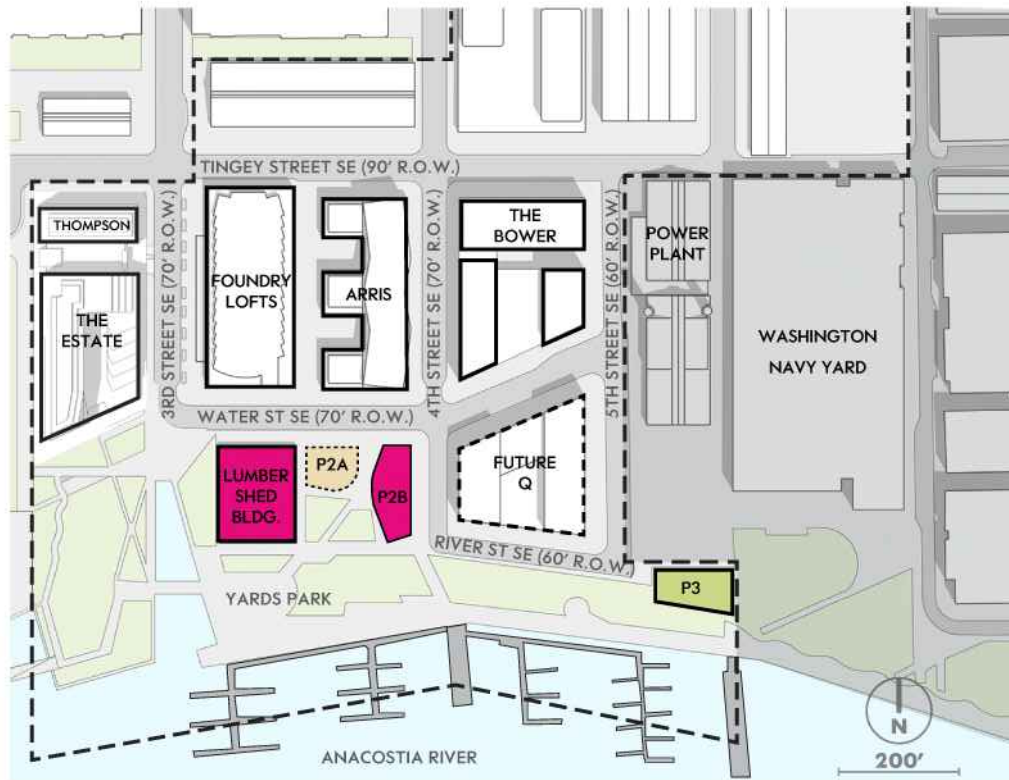 TINGEY STREET SE (90' R.O.W.)
THOMPSON
THE
ESTATE
3RD STREET SE (70' R.O.W.)
FOUNDRY
LOFTS
ARRIS
4TH STREET SE (70' R.O.W.)
THE
BOWER
5TH STREET SE (60' R.O.W.)
POWER
PLANT
WASHINGTON
NAVY YARD
WATER ST SE (70' R.O.W.)
LUMBER
SHED
BLDG.
P2A
P2B
FUTURE
Q
RIVER ST SE (60' R.O.W.)
P3
YARDS PARK
ANACOSTIA RIVER
N
200'